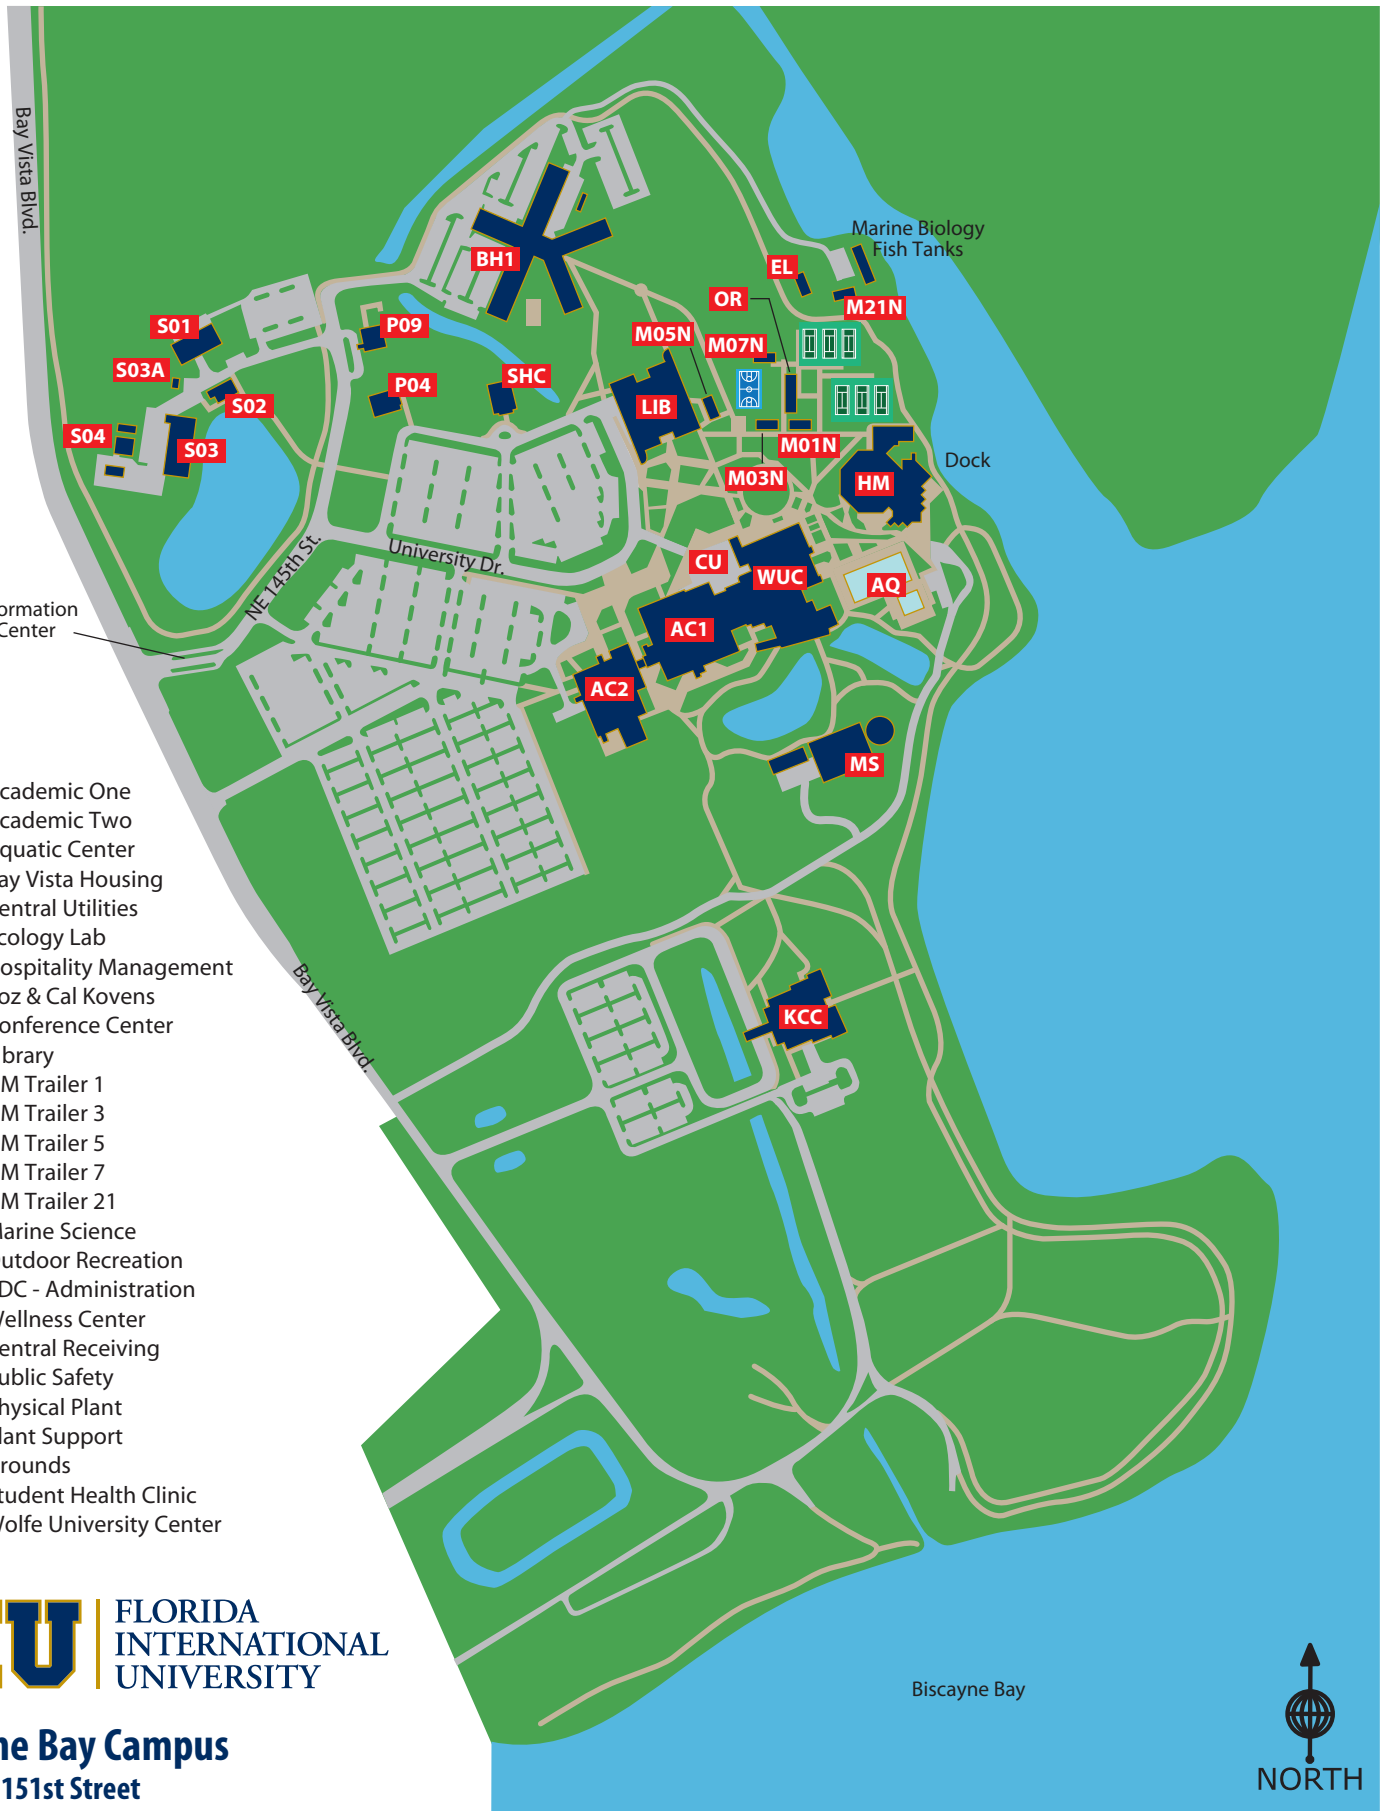 Bay Vista Blvd.
Marine Biology
Fish Tanks
BH1
EL
OR
M21N
S01
P09
M05N
M07N
S03A
P04
SHC
S02
LIB
S04
S03
M01N
Dock
M03N
HM
University Dr.
CU
WUC
AQ
NE 145th St.
ormation
Center
AC1
AC2
MS
cademic One
cademic Two
quatic Center
ay Vista Housing
entral Utilities
cology Lab
ospitality Management
oz & Cal Kovens
onference Center
brary
M Trailer 1
M Trailer 3
M Trailer 5
M Trailer 7
M Trailer 21
arine Science
utdoor Recreation
DC - Administration
ellness Center
entral Receiving
ublic Safety
hysical Plant
lant Support
rounds
tudent Health Clinic
olfe University Center
Bay Vista Blvd.
KCC
U
FLORIDA
INTERNATIONAL
UNIVERSITY
ne Bay Campus
151st Street
Biscayne Bay
NORTH